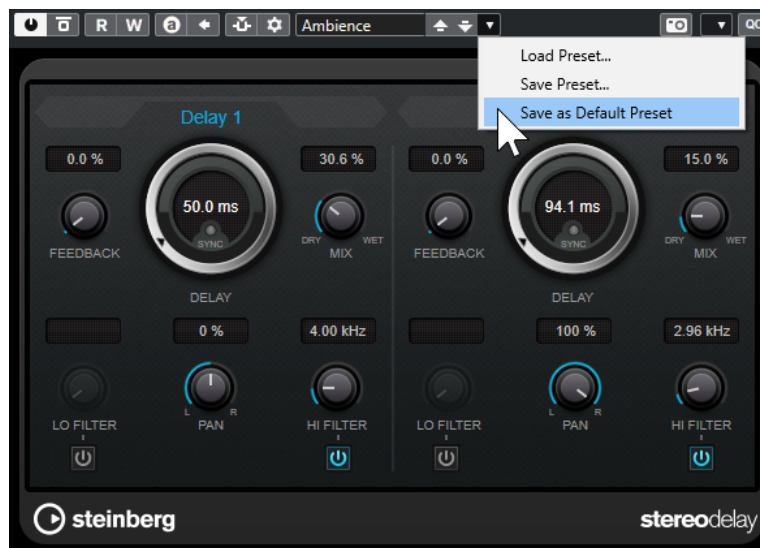 R W a Ambience QC
Load Preset...
Save Preset...
Save as Default Preset
Delay 1
0.0 % 30.6 % 0.0 % 15.0 %
50.0 ms 94.1 ms
SYNC SYNC
DRY WET DRY WET
FEEDBACK MIX FEEDBACK MIX
DELAY DELAY
0 % 4.00 kHz 100 % 2.96 kHz
L R L R
LO FILTER PAN HI FILTER LO FILTER PAN HI FILTER
steinberg stereodelay